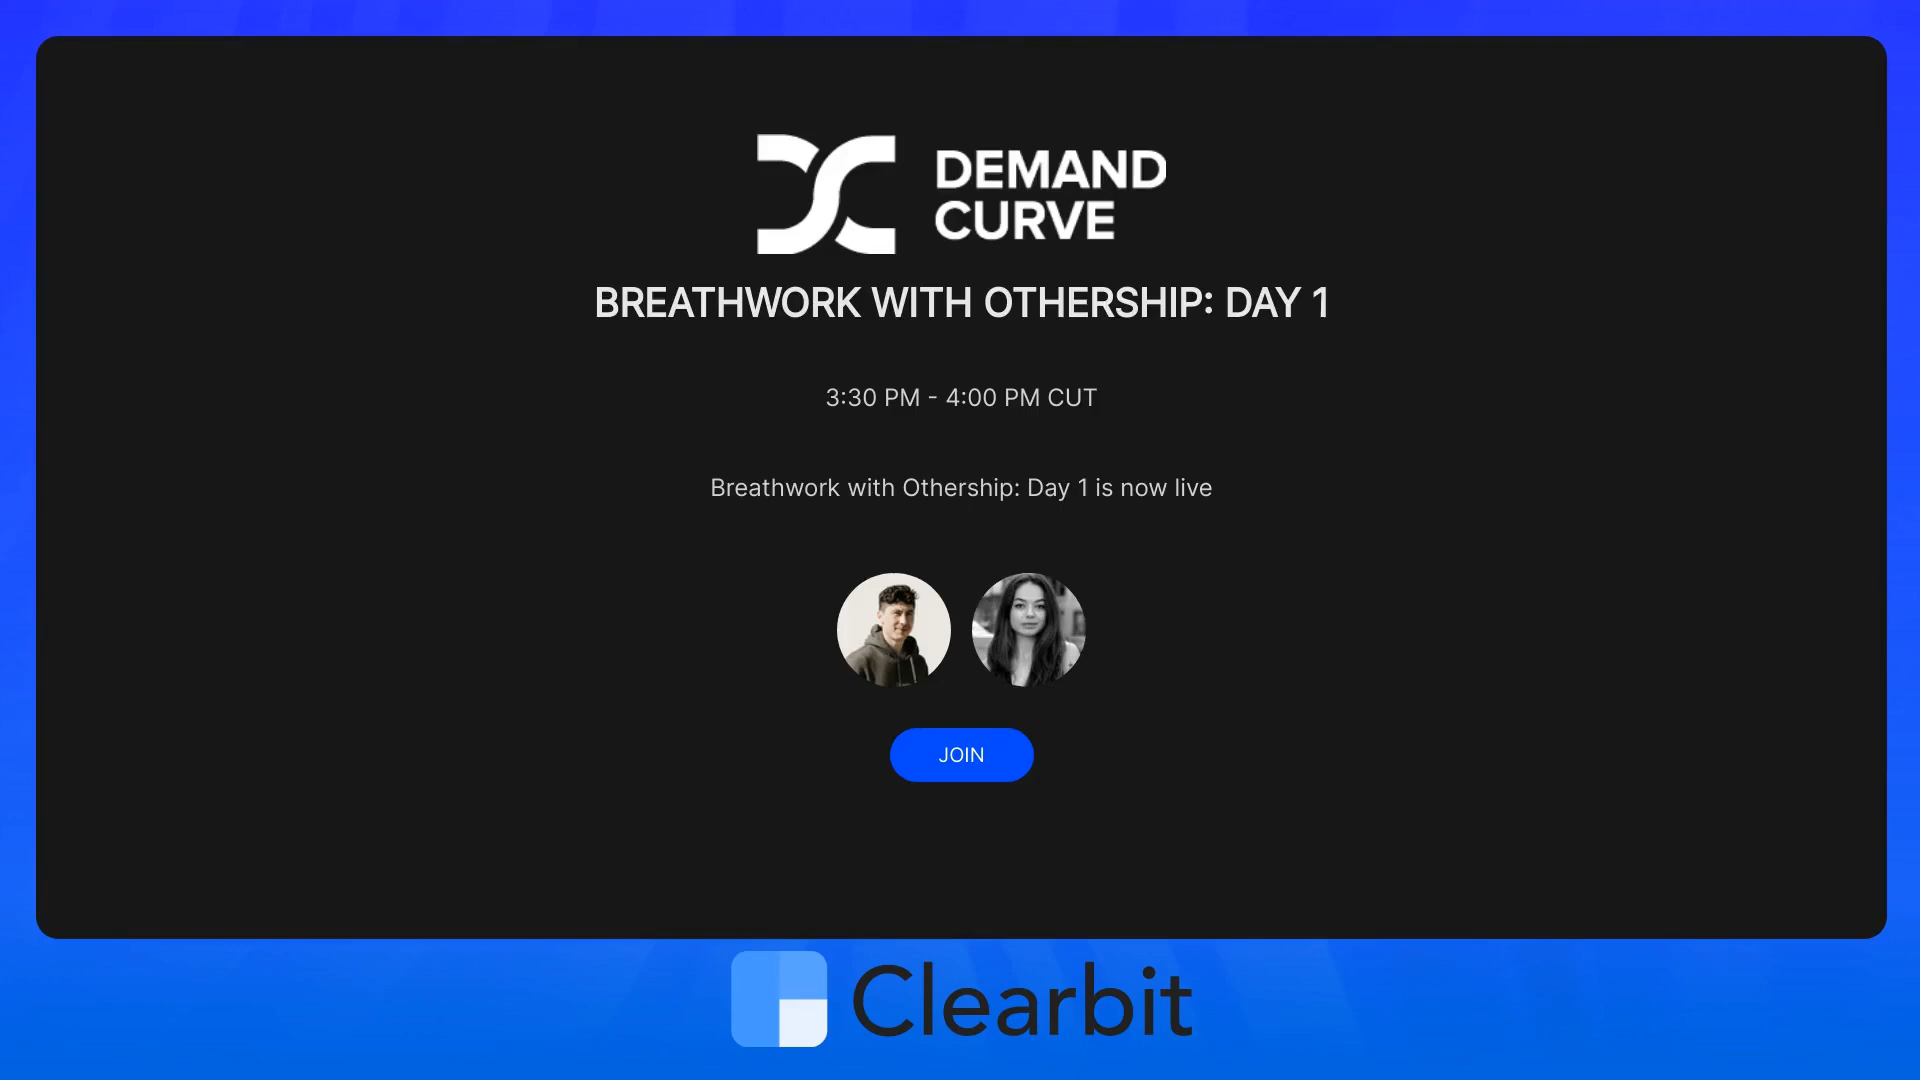 DEMAND
CURVE
BREATHWORK WITH OTHERSHIP: DAY 1
3:30 PM - 4:00 PM CUT
Breathwork with Othership: Day 1 is now live
JOIN
Clearbit